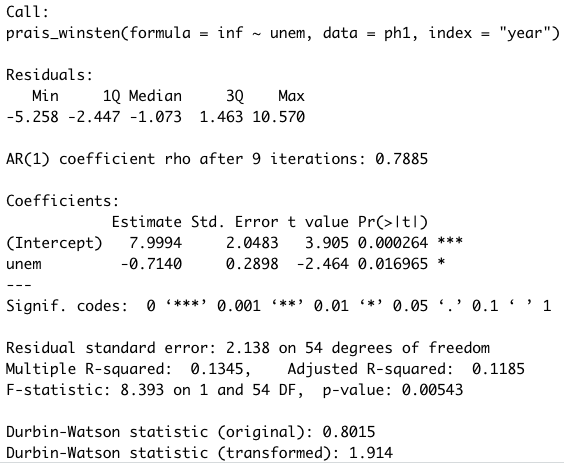 Call:
prais_winsten(formula = inf ~ unem, data = ph1, index = "year")

Residuals:
   Min     1Q Median     3Q    Max
-5.258 -2.447 -1.073  1.463 10.570

AR(1) coefficient rho after 9 iterations: 0.7885

Coefficients:
            Estimate Std. Error t value Pr(>|t|)
(Intercept)   7.9994     2.0483   3.905 0.000264 ***
unem         -0.7140     0.2898  -2.464 0.016965 *
---
Signif. codes:  0 ‘***’ 0.001 ‘**’ 0.01 ‘*’ 0.05 ‘.’ 0.1 ‘ ’ 1

Residual standard error: 2.138 on 54 degrees of freedom
Multiple R-squared:  0.1345,    Adjusted R-squared:  0.1185
F-statistic: 8.393 on 1 and 54 DF,  p-value: 0.00543

Durbin-Watson statistic (original): 0.8015
Durbin-Watson statistic (transformed): 1.914